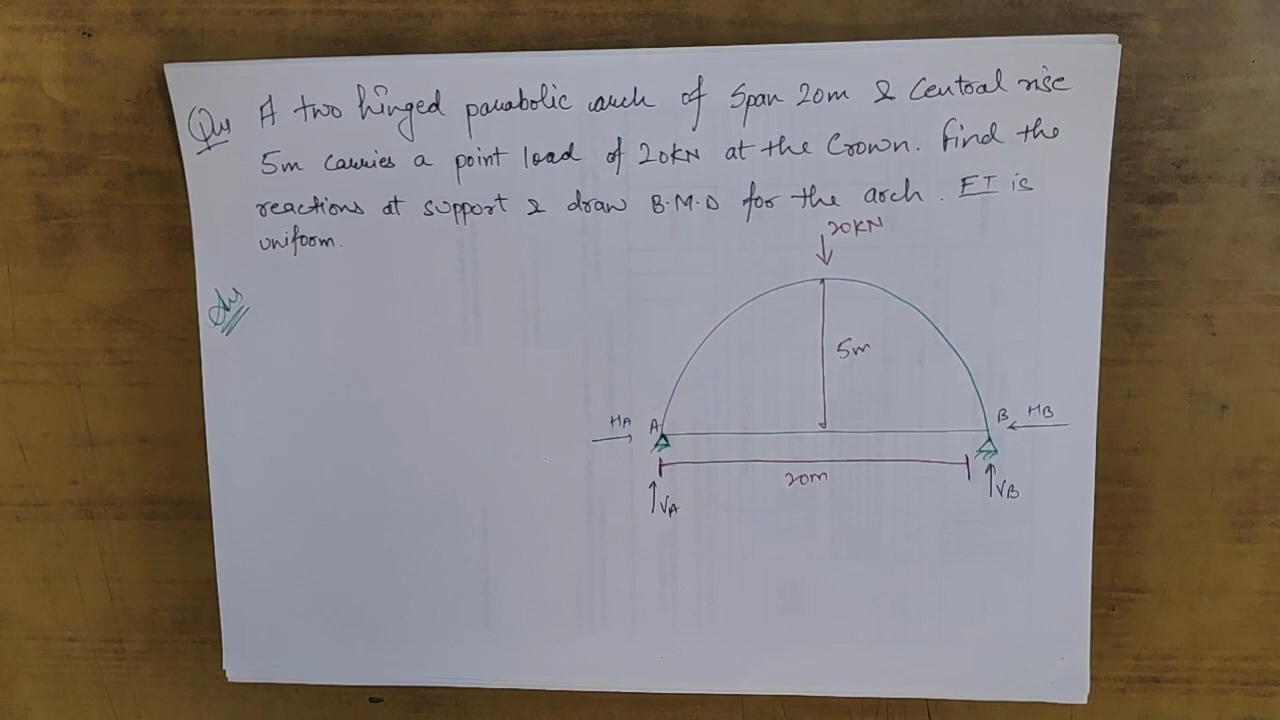 Qus A two hinged parabolic arch of Span 20m & Central rise
5m carries a point load of 20KN at the Crown. Find the
reactions at support & draw B.M.D for the arch. EI is
uniform.
Ans
20KN
5m
HA A
B HB
20m
VA
VB